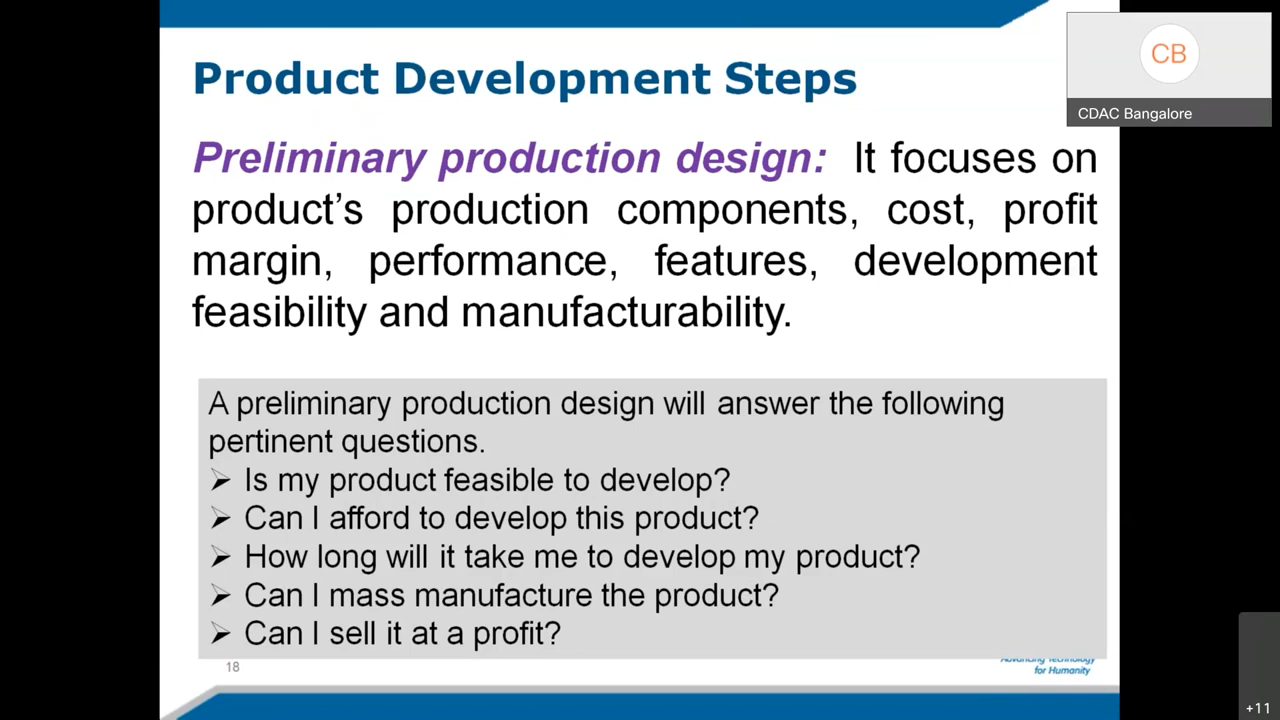 Product Development Steps
CB
CDAC Bangalore
Preliminary production design: It focuses on
product’s production components, cost, profit
margin, performance, features, development
feasibility and manufacturability.
A preliminary production design will answer the following
pertinent questions.
➢ Is my product feasible to develop?
➢ Can I afford to develop this product?
➢ How long will it take me to develop my product?
➢ Can I mass manufacture the product?
➢ Can I sell it at a profit?
18
Advancing Technology
for Humanity
+11